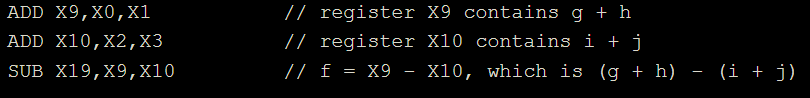 ADD X9,X0,X1 // register X9 contains g + h
ADD X10,X2,X3 // register X10 contains i + j
SUB X19,X9,X10 // f = X9 - X10, which is (g + h) - (i + j)